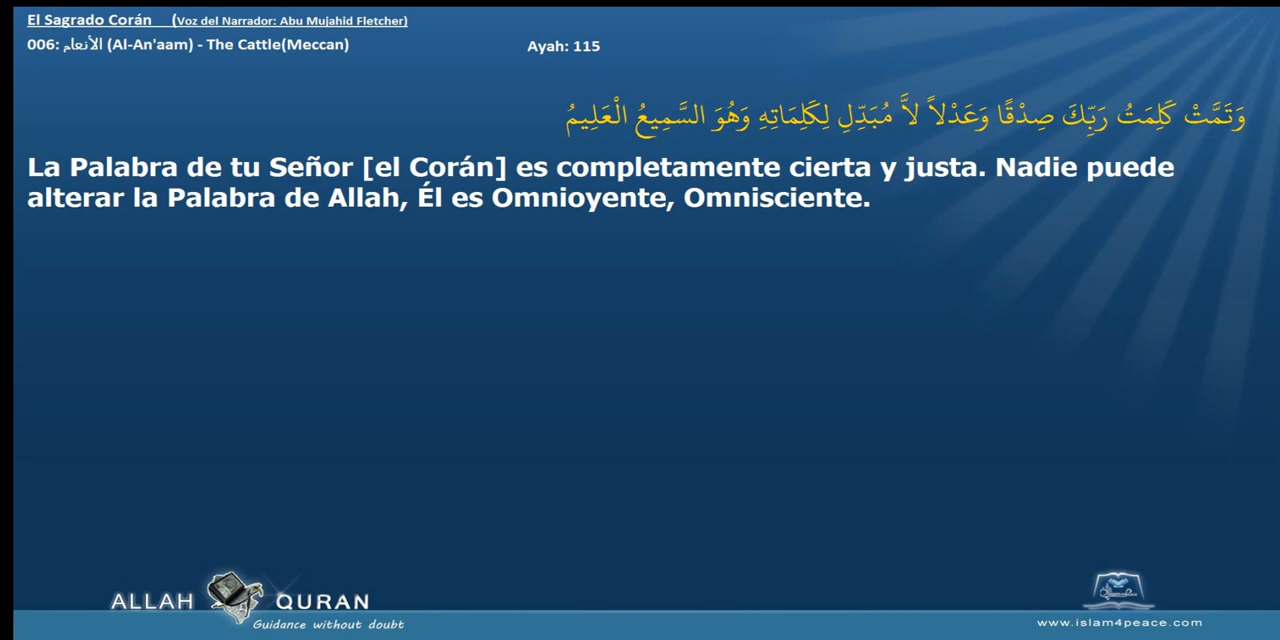 El Sagrado Corán (Voz del Narrador: Abu Mujahid Fletcher)
006: الأنعام (Al-An'aam) - The Cattle(Meccan) Ayah: 115
وَتَمَّتْ كَلِمَتُ رَبِّكَ صِدْقًا وَعَدْلاً لاَّ مُبَدِّلِ لِكَلِمَاتِهِ وَهُوَ السَّمِيعُ الْعَلِيمُ
La Palabra de tu Señor [el Corán] es completamente cierta y justa. Nadie puede
alterar la Palabra de Allah, Él es Omnioyente, Omnisciente.
ALLAH QURAN
Guidance without doubt
www.islam4peace.com